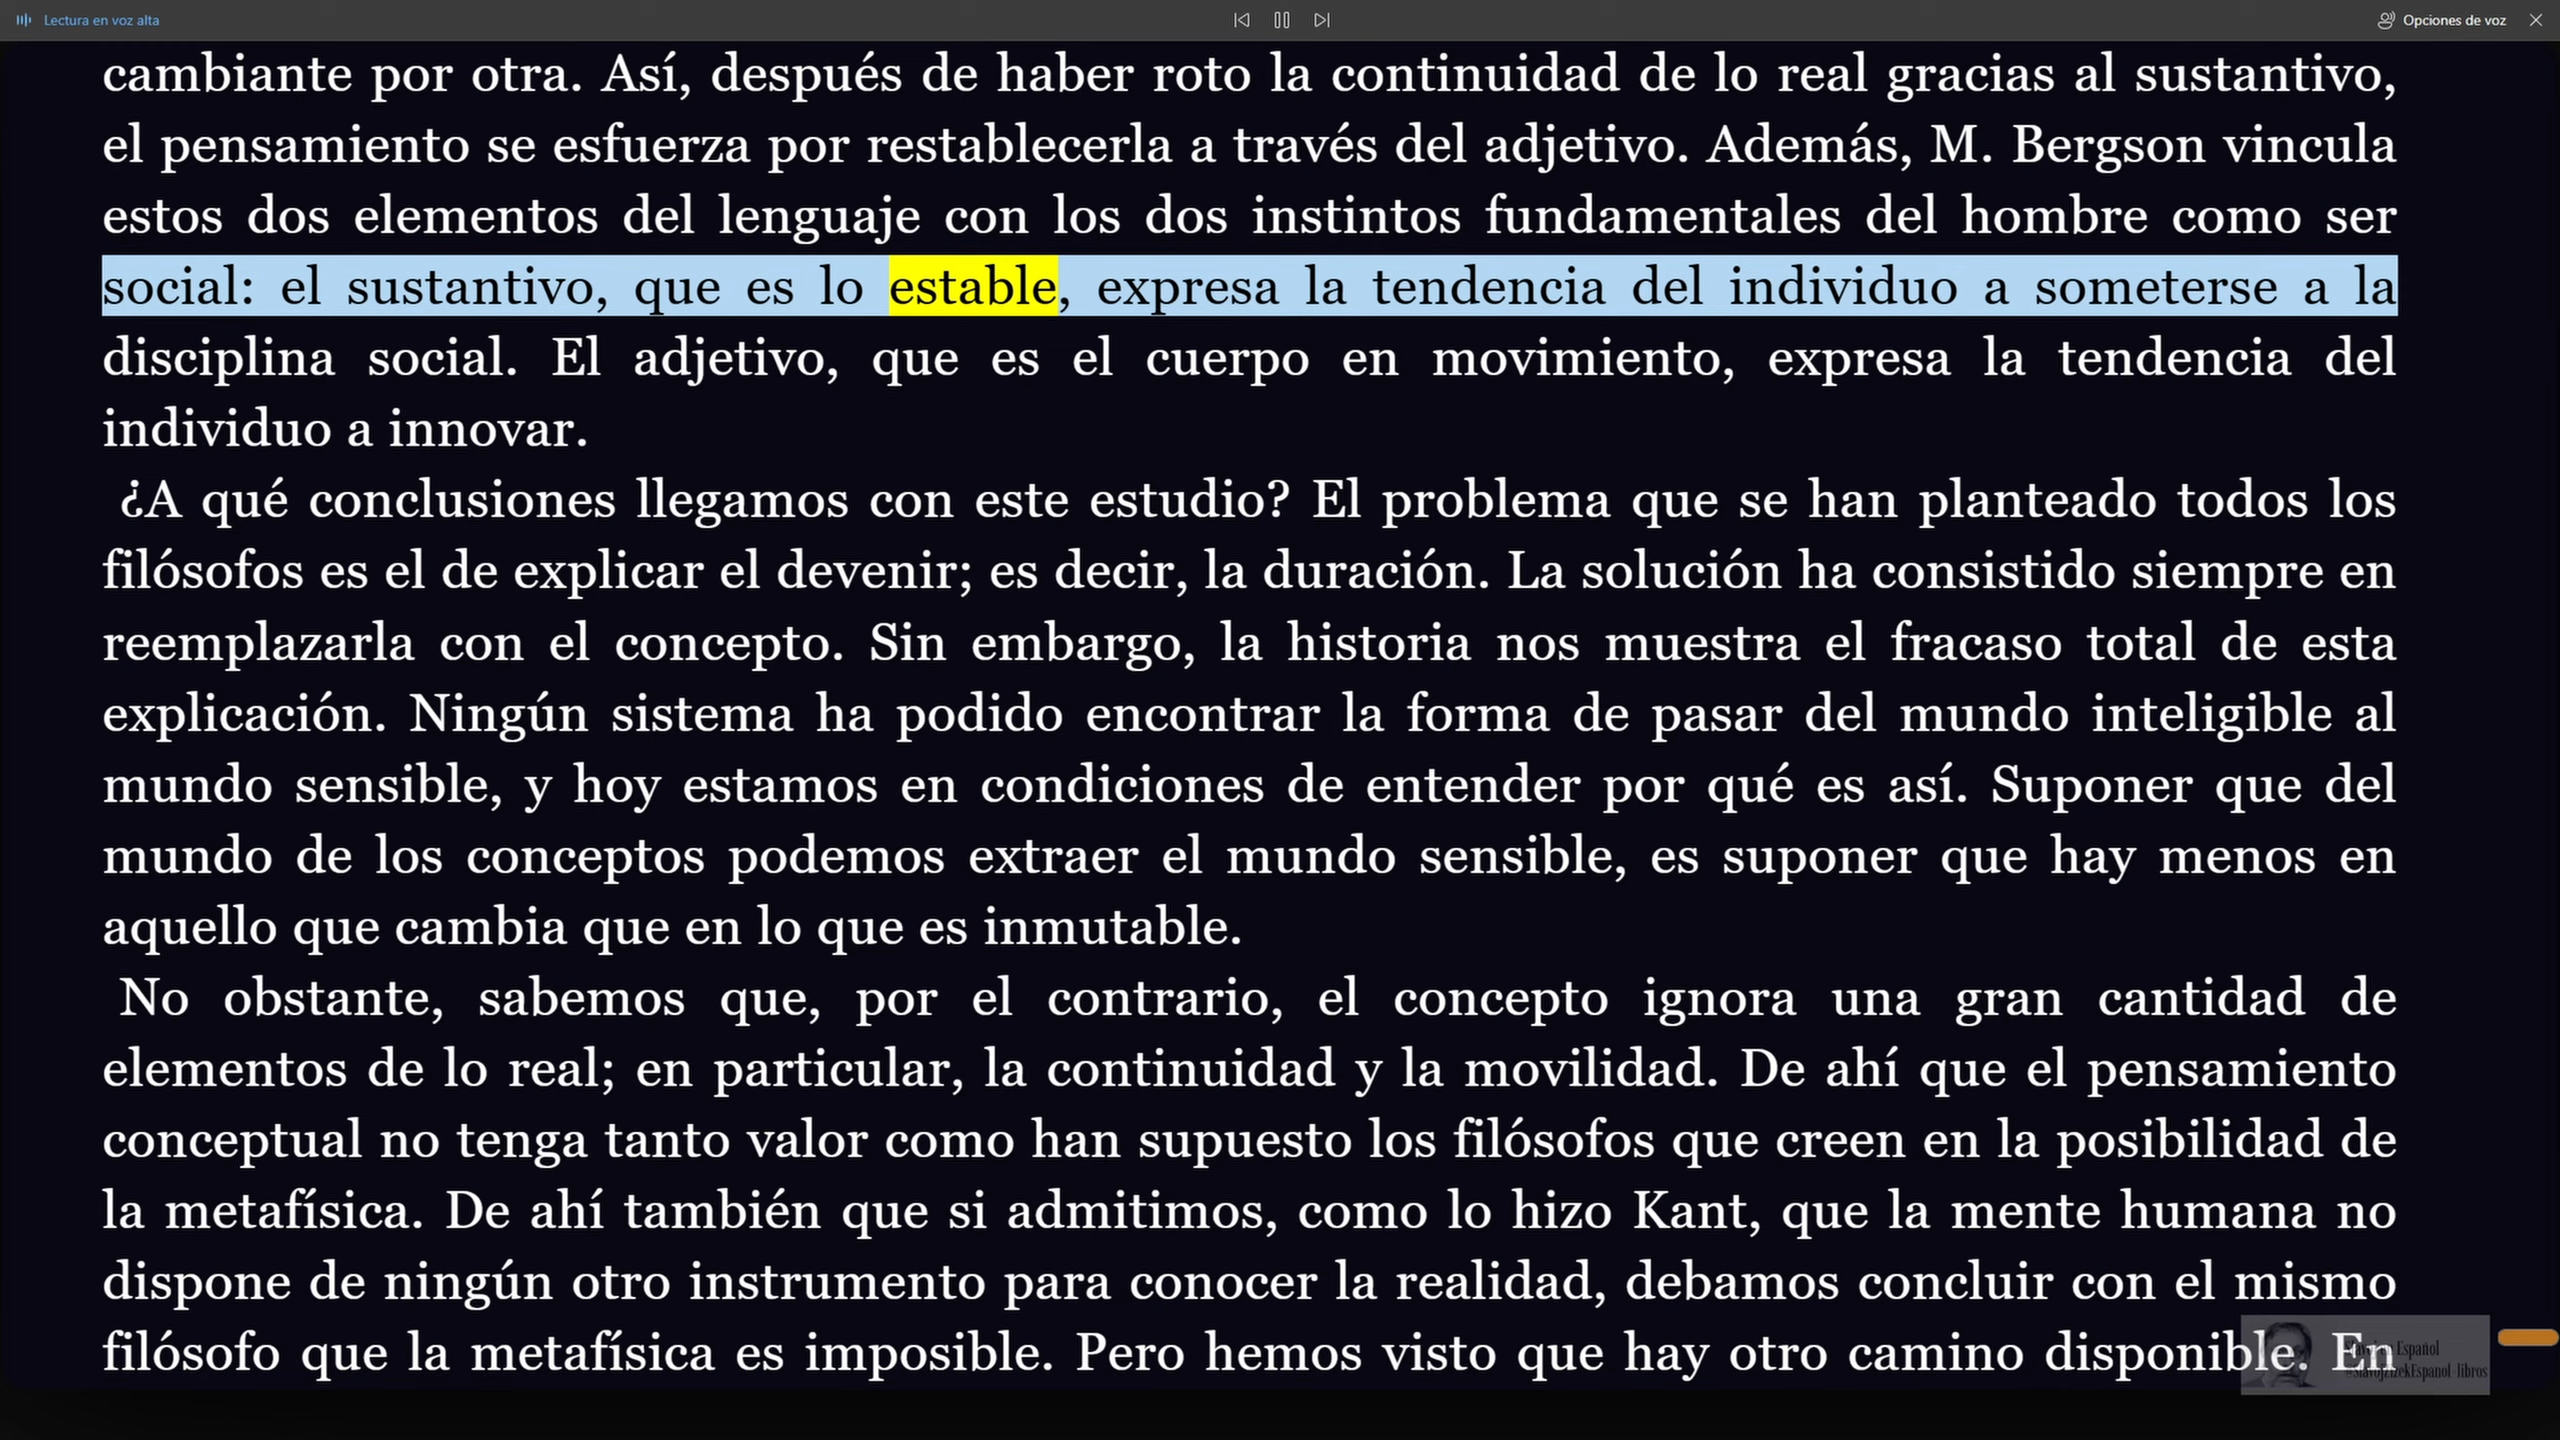 Lectura en voz alta
Opciones de voz
cambiante por otra. Así, después de haber roto la continuidad de lo real gracias al sustantivo,
el pensamiento se esfuerza por restablecerla a través del adjetivo. Además, M. Bergson vincula
estos dos elementos del lenguaje con los dos instintos fundamentales del hombre como ser
social: el sustantivo, que es lo estable, expresa la tendencia del individuo a someterse a la
disciplina social. El adjetivo, que es el cuerpo en movimiento, expresa la tendencia del
individuo a innovar.
¿A qué conclusiones llegamos con este estudio? El problema que se han planteado todos los
filósofos es el de explicar el devenir; es decir, la duración. La solución ha consistido siempre en
reemplazarla con el concepto. Sin embargo, la historia nos muestra el fracaso total de esta
explicación. Ningún sistema ha podido encontrar la forma de pasar del mundo inteligible al
mundo sensible, y hoy estamos en condiciones de entender por qué es así. Suponer que del
mundo de los conceptos podemos extraer el mundo sensible, es suponer que hay menos en
aquello que cambia que en lo que es inmutable.
No obstante, sabemos que, por el contrario, el concepto ignora una gran cantidad de
elementos de lo real; en particular, la continuidad y la movilidad. De ahí que el pensamiento
conceptual no tenga tanto valor como han supuesto los filósofos que creen en la posibilidad de
la metafísica. De ahí también que si admitimos, como lo hizo Kant, que la mente humana no
dispone de ningún otro instrumento para conocer la realidad, debamos concluir con el mismo
filósofo que la metafísica es imposible. Pero hemos visto que hay otro camino disponible. En
Español